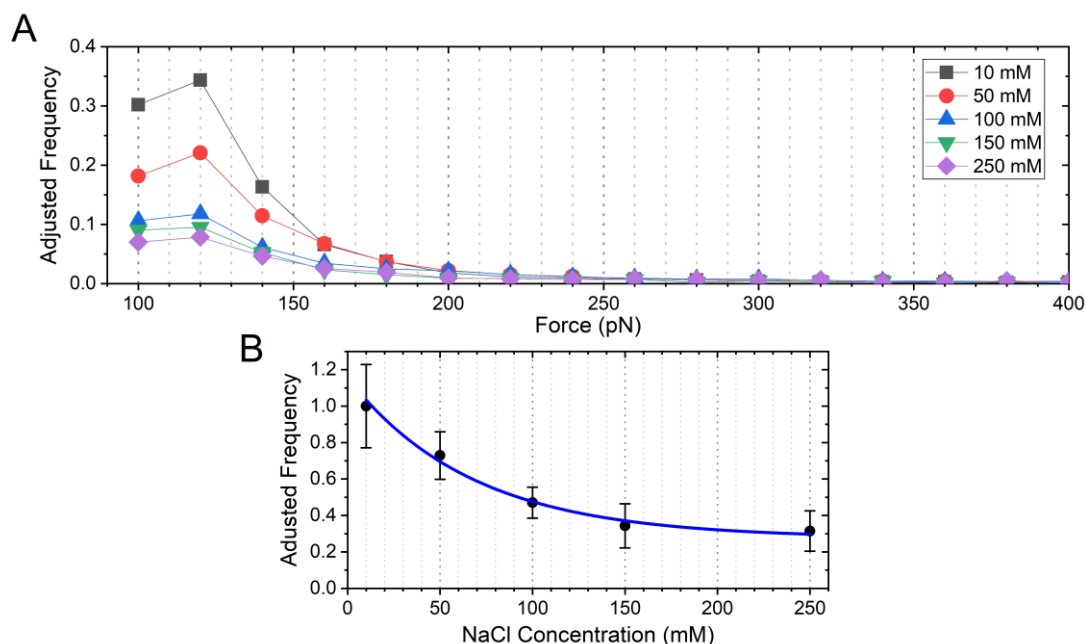 A
Adjusted Frequency
0.4
0.3
0.2
0.1
0.0
10 mM
50 mM
100 mM
150 mM
250 mM
100 150 200 250 300 350 400
Force (pN)
B
Adusted Frequency
1.2
1.0
0.8
0.6
0.4
0.2
0.0
0 50 100 150 200 250
NaCl Concentration (mM)